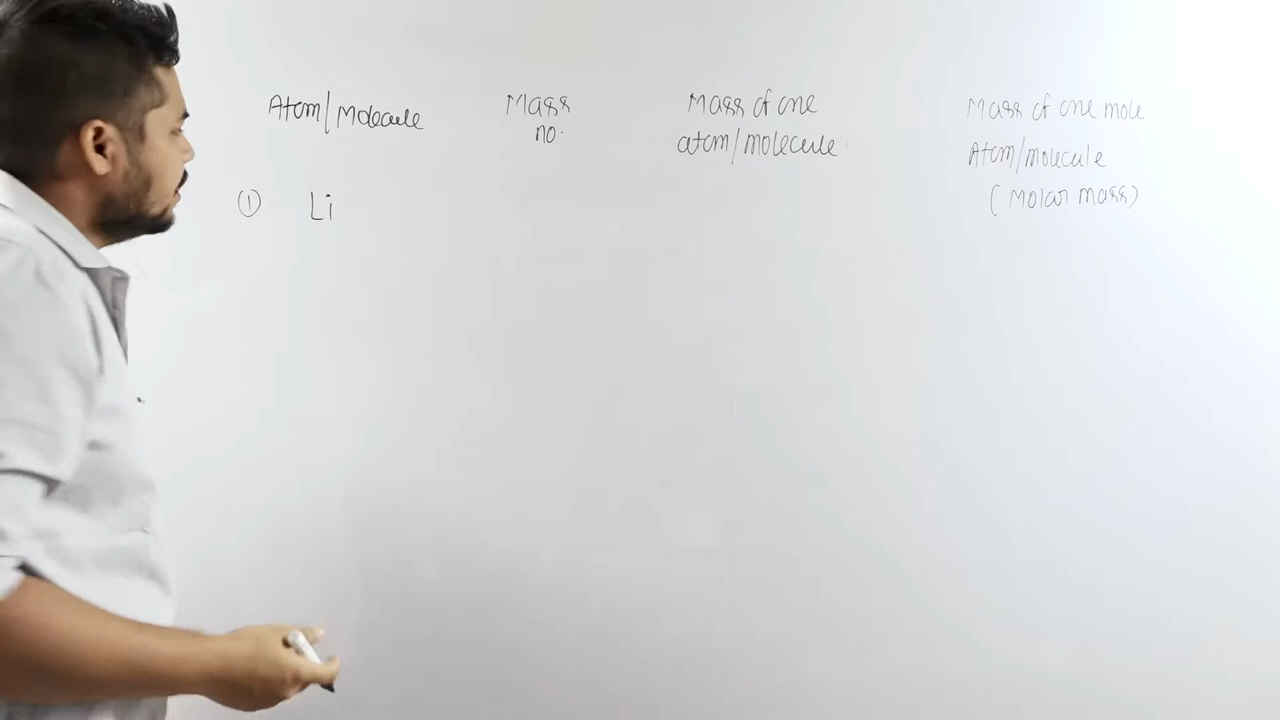 Atom/Molecule
Mass
no.
Mass of one
atom/molecule
Mass of one mole
Atom/molecule
(Molar mass)
① Li